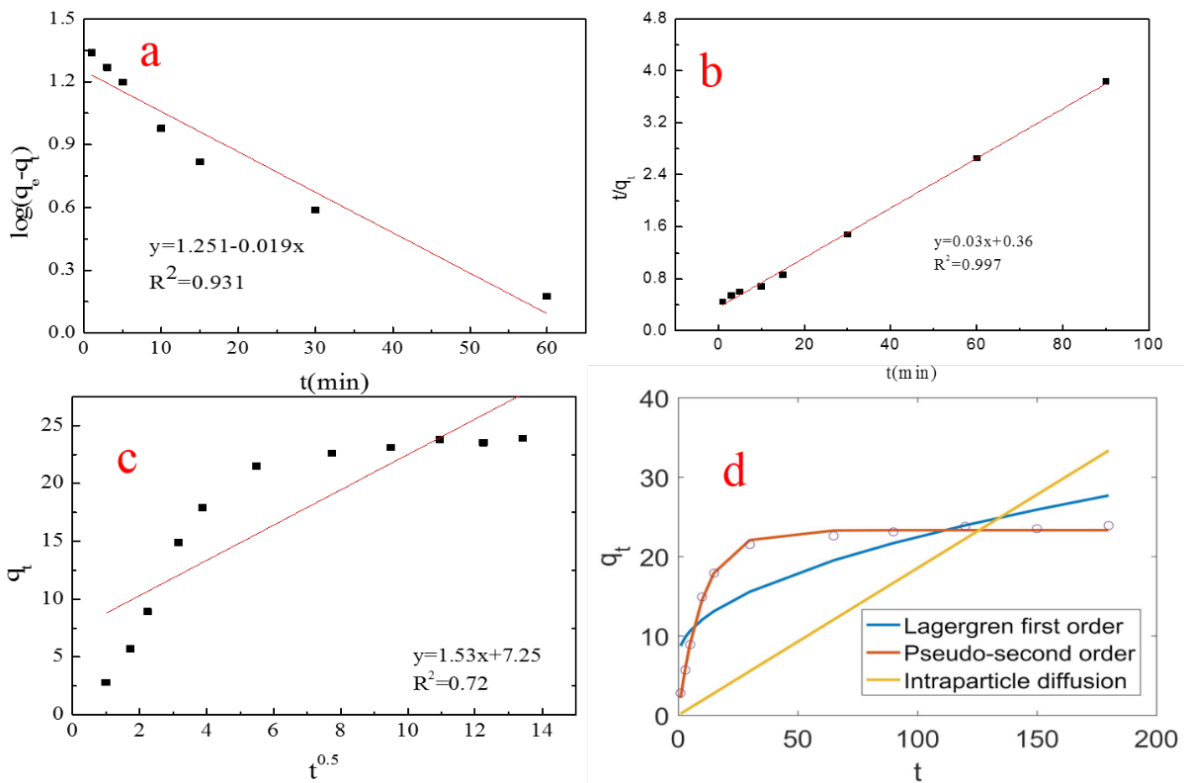 a
1.5
1.2
0.9
0.6
0.3
0.0
log(qe-qt)
y=1.251-0.019x
R2=0.931
0 10 20 30 40 50 60
t(min)
b
4.8
4.0
3.2
2.4
1.6
0.8
0.0
t/qt
y=0.03x+0.36
R2=0.997
0 20 40 60 80 100
t(min)
c
25
20
15
10
5
0
qt
y=1.53x+7.25
R2=0.72
0 2 4 6 8 10 12 14
t0.5
d
40
30
20
10
0
qt
Lagergren first order
Pseudo-second order
Intraparticle diffusion
0 50 100 150 200
t